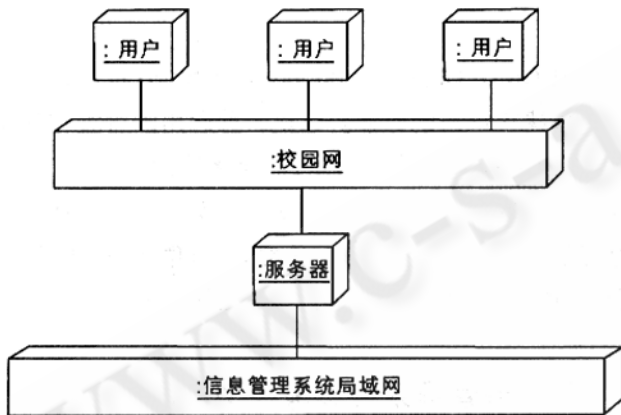 : 用户
: 用户
: 用户
:校园网
:服务器
:信息管理系统局域网
www.c-s-a